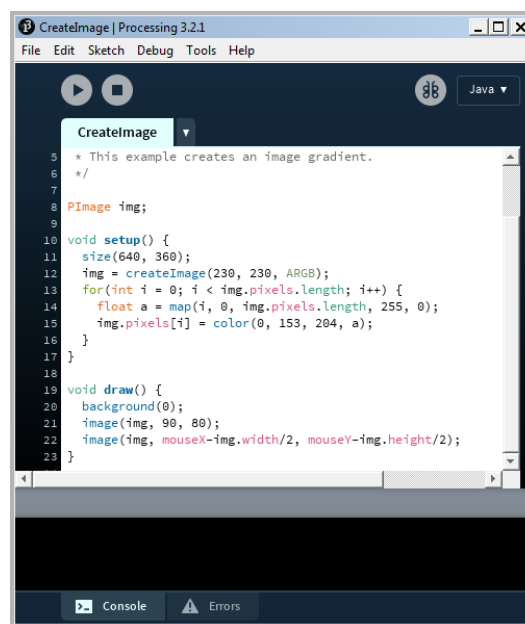 CreateImage | Processing 3.2.1
File Edit Sketch Debug Tools Help
Java ▼
CreateImage ▼
5 * This example creates an image gradient.
6 */
7
8 PImage img;
9
10 void setup() {
11 size(640, 360);
12 img = createImage(230, 230, ARGB);
13 for(int i = 0; i < img.pixels.length; i++) {
14 float a = map(i, 0, img.pixels.length, 255, 0);
15 img.pixels[i] = color(0, 153, 204, a);
16 }
17 }
18
19 void draw() {
20 background(0);
21 image(img, 90, 80);
22 image(img, mouseX-img.width/2, mouseY-img.height/2);
23 }
Console Errors